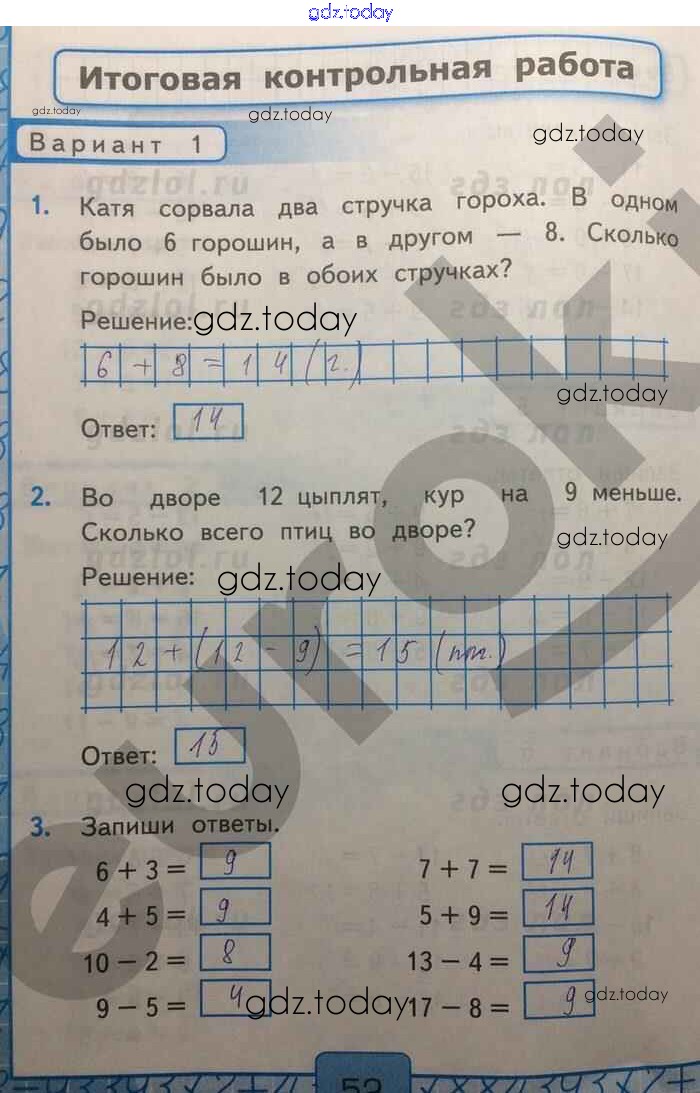 gdz.today
Итоговая контрольная работа
gdz.today
gdz.today
gdz.today
Вариант 1
1. Катя сорвала два стручка гороха. В одном
было 6 горошин, а в другом — 8. Сколько
горошин было в обоих стручках?
Решение: gdz.today
6 + 8 = 14 (г.)
gdz.today
Ответ: 14
2. Во дворе 12 цыплят, кур на 9 меньше.
Сколько всего птиц во дворе?
gdz.today
Решение: gdz.today
12 + (12 - 9) = 15 (пт.)
Ответ: 15
gdz.today gdz.today
3. Запиши ответы.
6 + 3 = 9 7 + 7 = 14
4 + 5 = 9 5 + 9 = 14
10 − 2 = 8 13 − 4 = 9
9 − 5 = 4 gdz.today 17 − 8 = 9 gdz.today
euroki